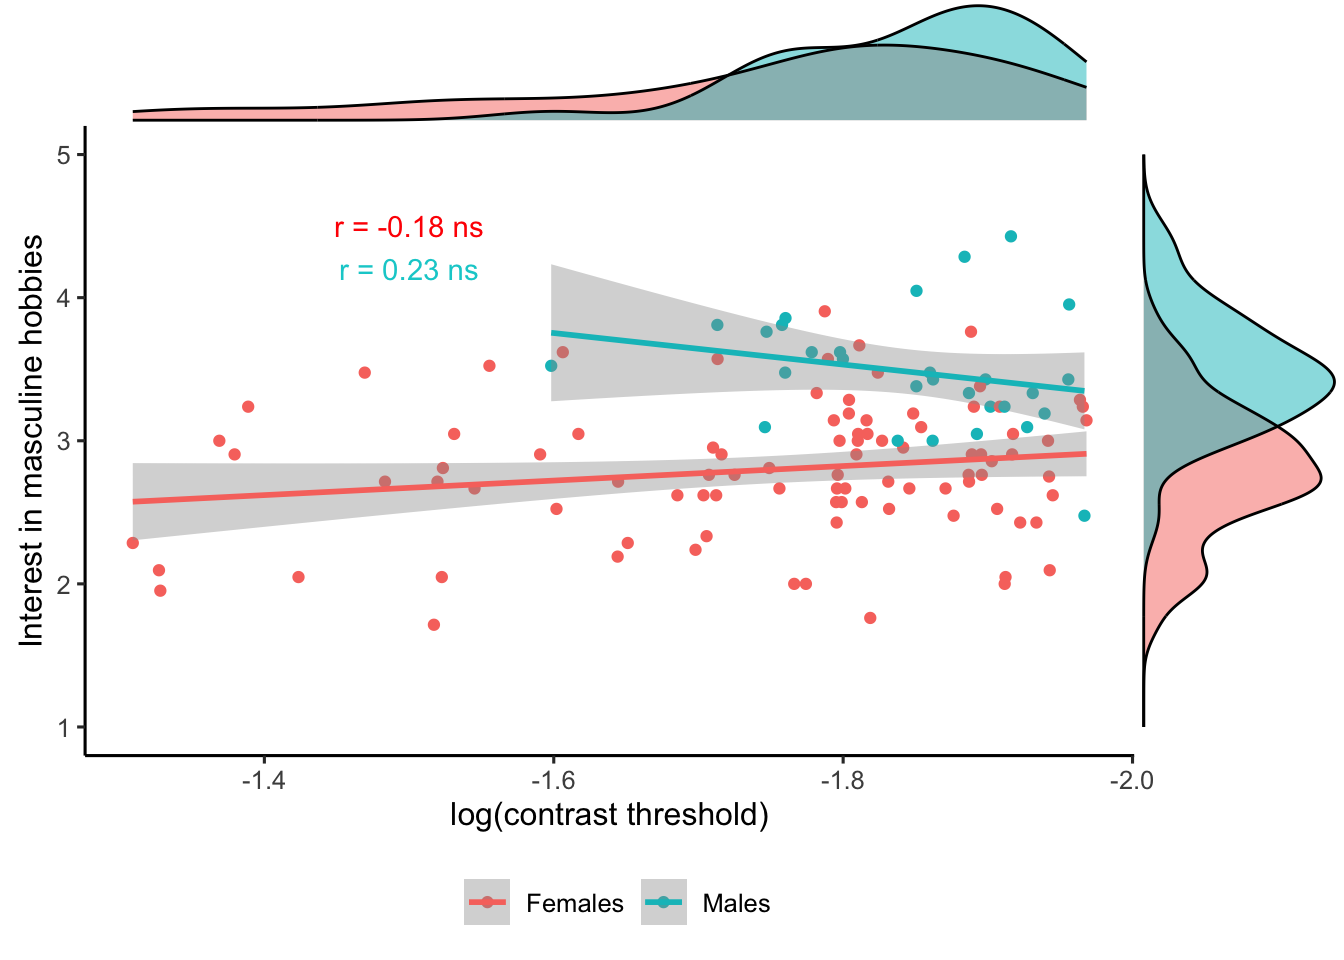 5
r = -0.18 ns
r = 0.23 ns
4
3
2
1
Interest in masculine hobbies
-1.4 -1.6 -1.8 -2.0
log(contrast threshold)
Females Males